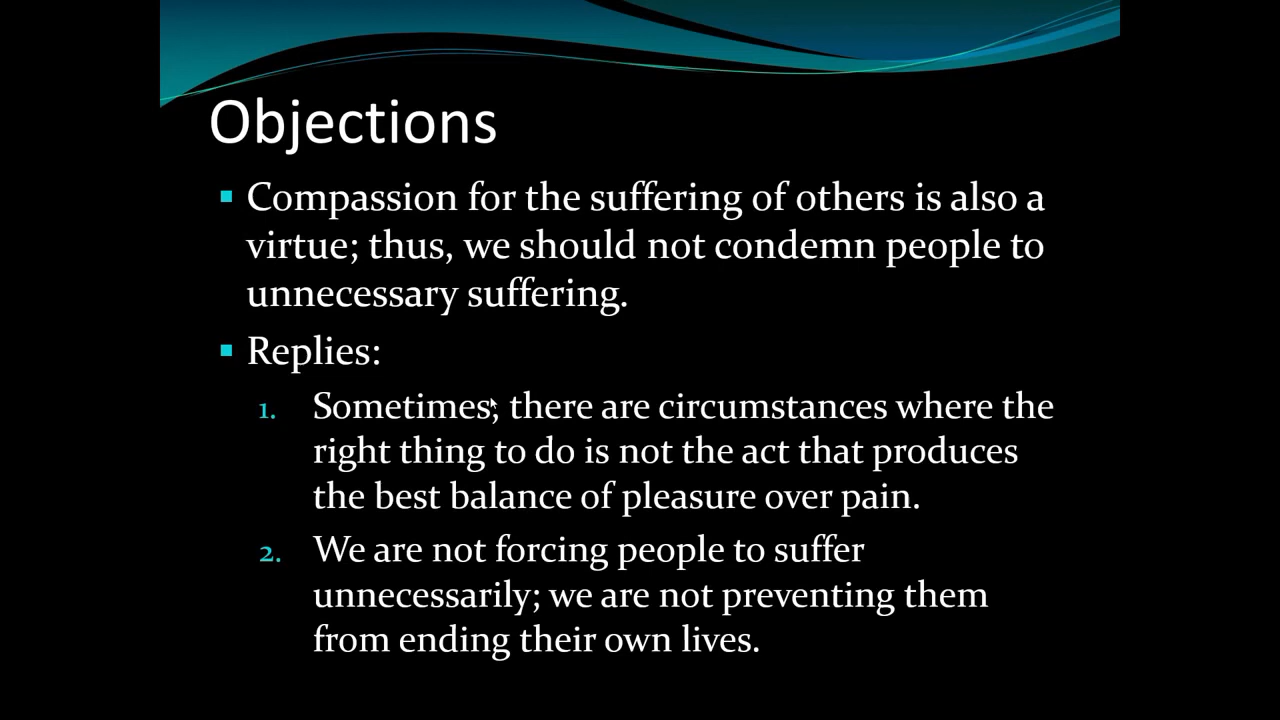 Objections
▪ Compassion for the suffering of others is also a
virtue; thus, we should not condemn people to
unnecessary suffering.
▪ Replies:
1. Sometimes, there are circumstances where the
right thing to do is not the act that produces
the best balance of pleasure over pain.
2. We are not forcing people to suffer
unnecessarily; we are not preventing them
from ending their own lives.